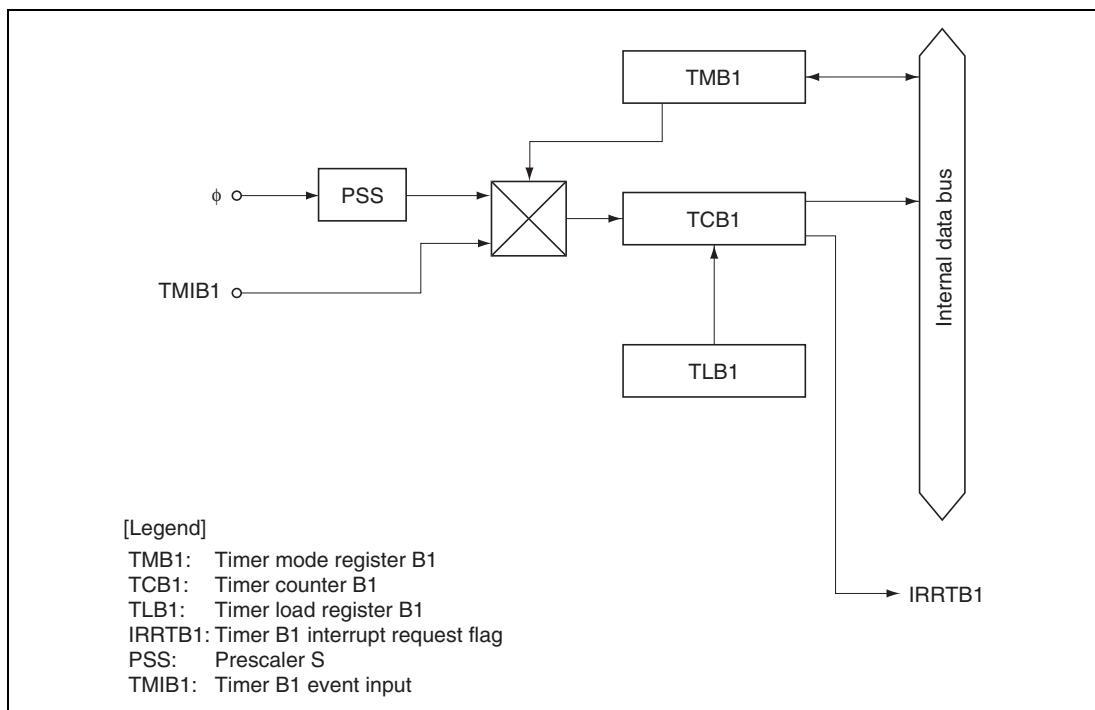 TMB1
φ
PSS
TCB1
TMIB1
TLB1
Internal data bus
IRRTB1
[Legend]
TMB1: Timer mode register B1
TCB1: Timer counter B1
TLB1: Timer load register B1
IRRTB1: Timer B1 interrupt request flag
PSS: Prescaler S
TMIB1: Timer B1 event input